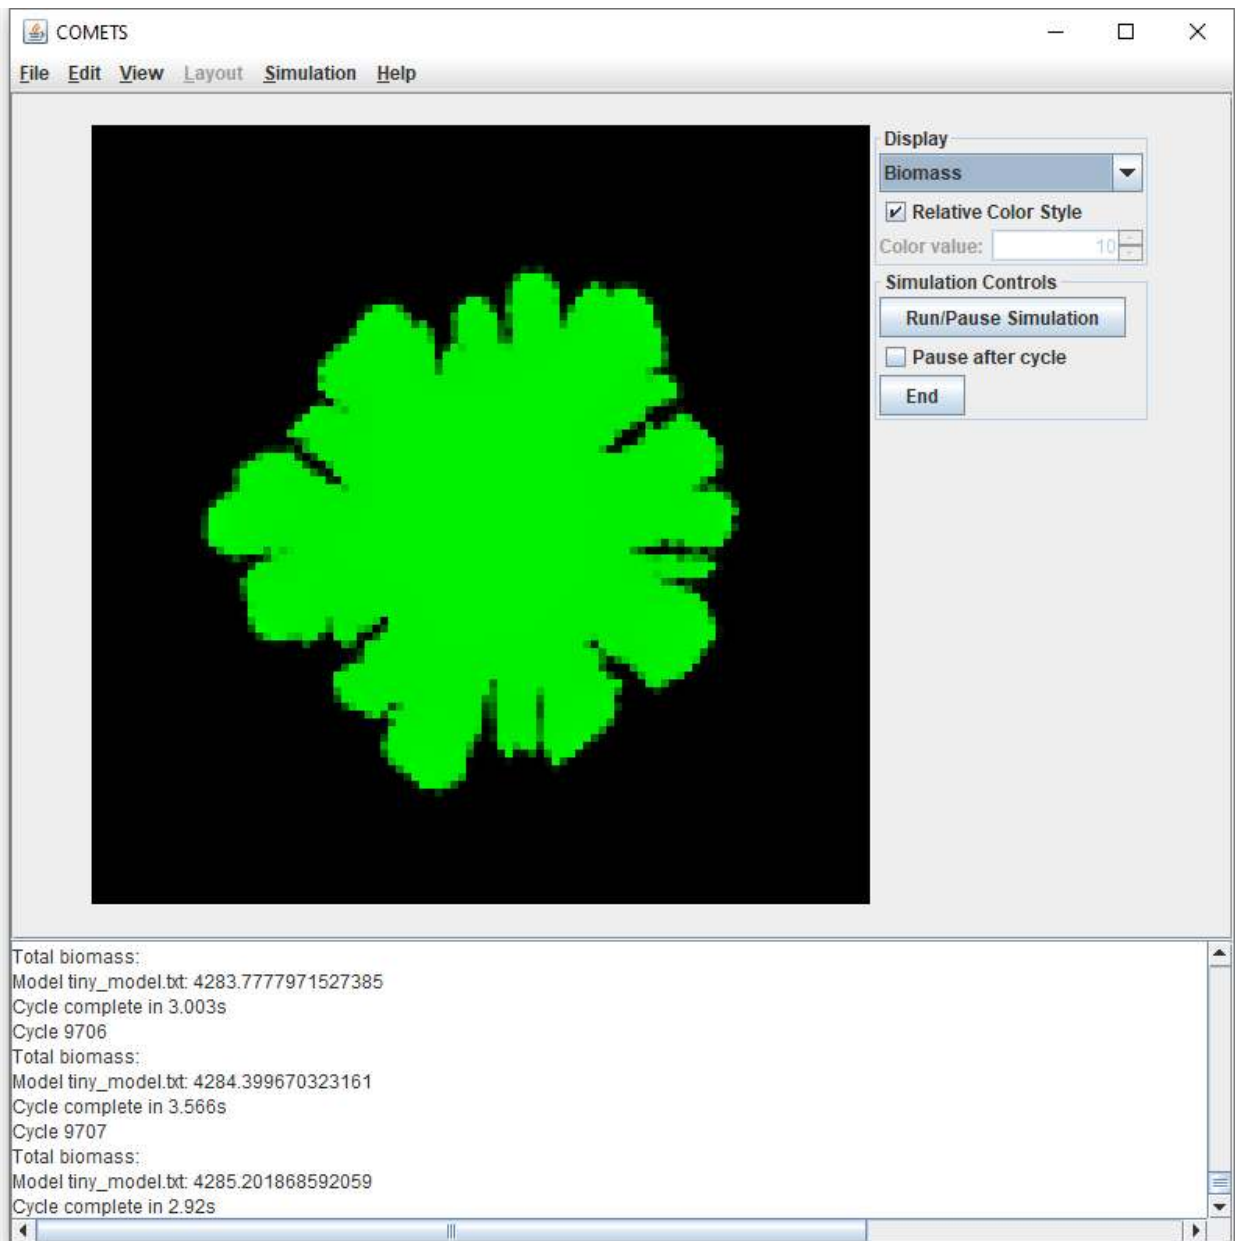 COMETS
File Edit View Layout Simulation Help
Display
Biomass
Relative Color Style
Color value: 10
Simulation Controls
Run/Pause Simulation
Pause after cycle
End
Total biomass:
Model tiny_model.txt: 4283.7777971527385
Cycle complete in 3.003s
Cycle 9706
Total biomass:
Model tiny_model.txt: 4284.399670323161
Cycle complete in 3.566s
Cycle 9707
Total biomass:
Model tiny_model.txt: 4285.201868592059
Cycle complete in 2.92s